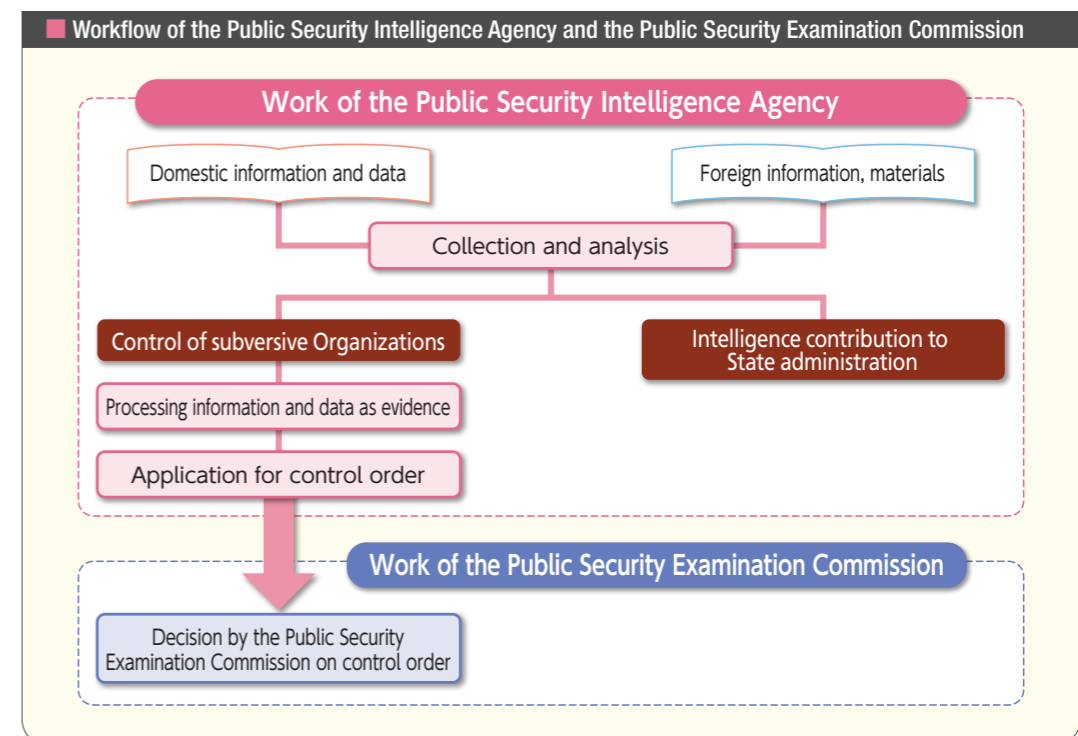 Workflow of the Public Security Intelligence Agency and the Public Security Examination Commission
Work of the Public Security Intelligence Agency
Domestic information and data
Foreign information, materials
Collection and analysis
Control of subversive Organizations
Intelligence contribution to
State administration
Processing information and data as evidence
Application for control order
Work of the Public Security Examination Commission
Decision by the Public Security
Examination Commission on control order